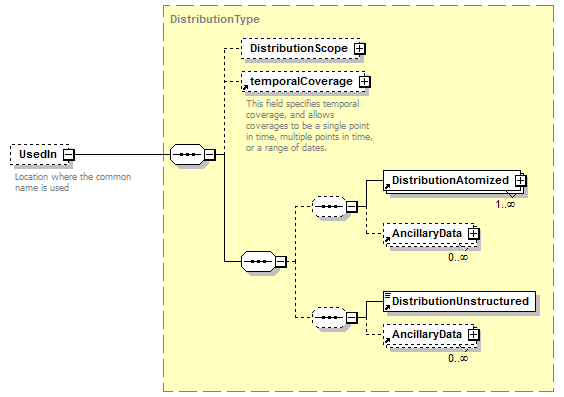 DistributionType
DistributionScope
temporalCoverage
This field specifies temporal
coverage, and allows
coverages to be a single point
in time, multiple points in time,
or a range of dates.
UsedIn
Location where the common
name is used
DistributionAtomized
1..∞
AncillaryData
0..∞
DistributionUnstructured
AncillaryData
0..∞